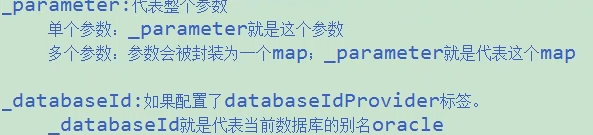 _parameter:代表整个参数
单个参数：_parameter就是这个参数
多个参数：参数会被封装为一个map；_parameter就是代表这个map
_databaseId:如果配置了databaseIdProvider标签。
_databaseId就是代表当前数据库的别名oracle